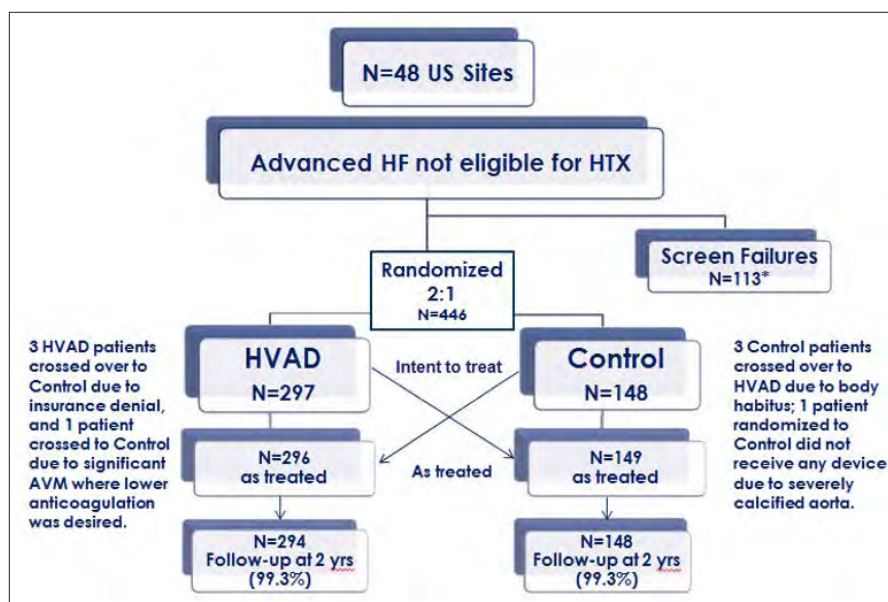 N=48 US Sites
Advanced HF not eligible for HTX
Screen Failures
N=113*
Randomized
2:1
N=446
3 HVAD patients
crossed over to
Control due to
insurance denial,
and 1 patient
crossed to Control
due to significant
AVM where lower
anticoagulation
was desired.
HVAD
N=297
Intent to treat
Control
N=148
3 Control patients
crossed over to
HVAD due to body
habitus; 1 patient
randomized to
Control did not
receive any device
due to severely
calcified aorta.
N=296
as treated
As treated
N=149
as treated
N=294
Follow-up at 2 yrs
(99.3%)
N=148
Follow-up at 2 yrs
(99.3%)